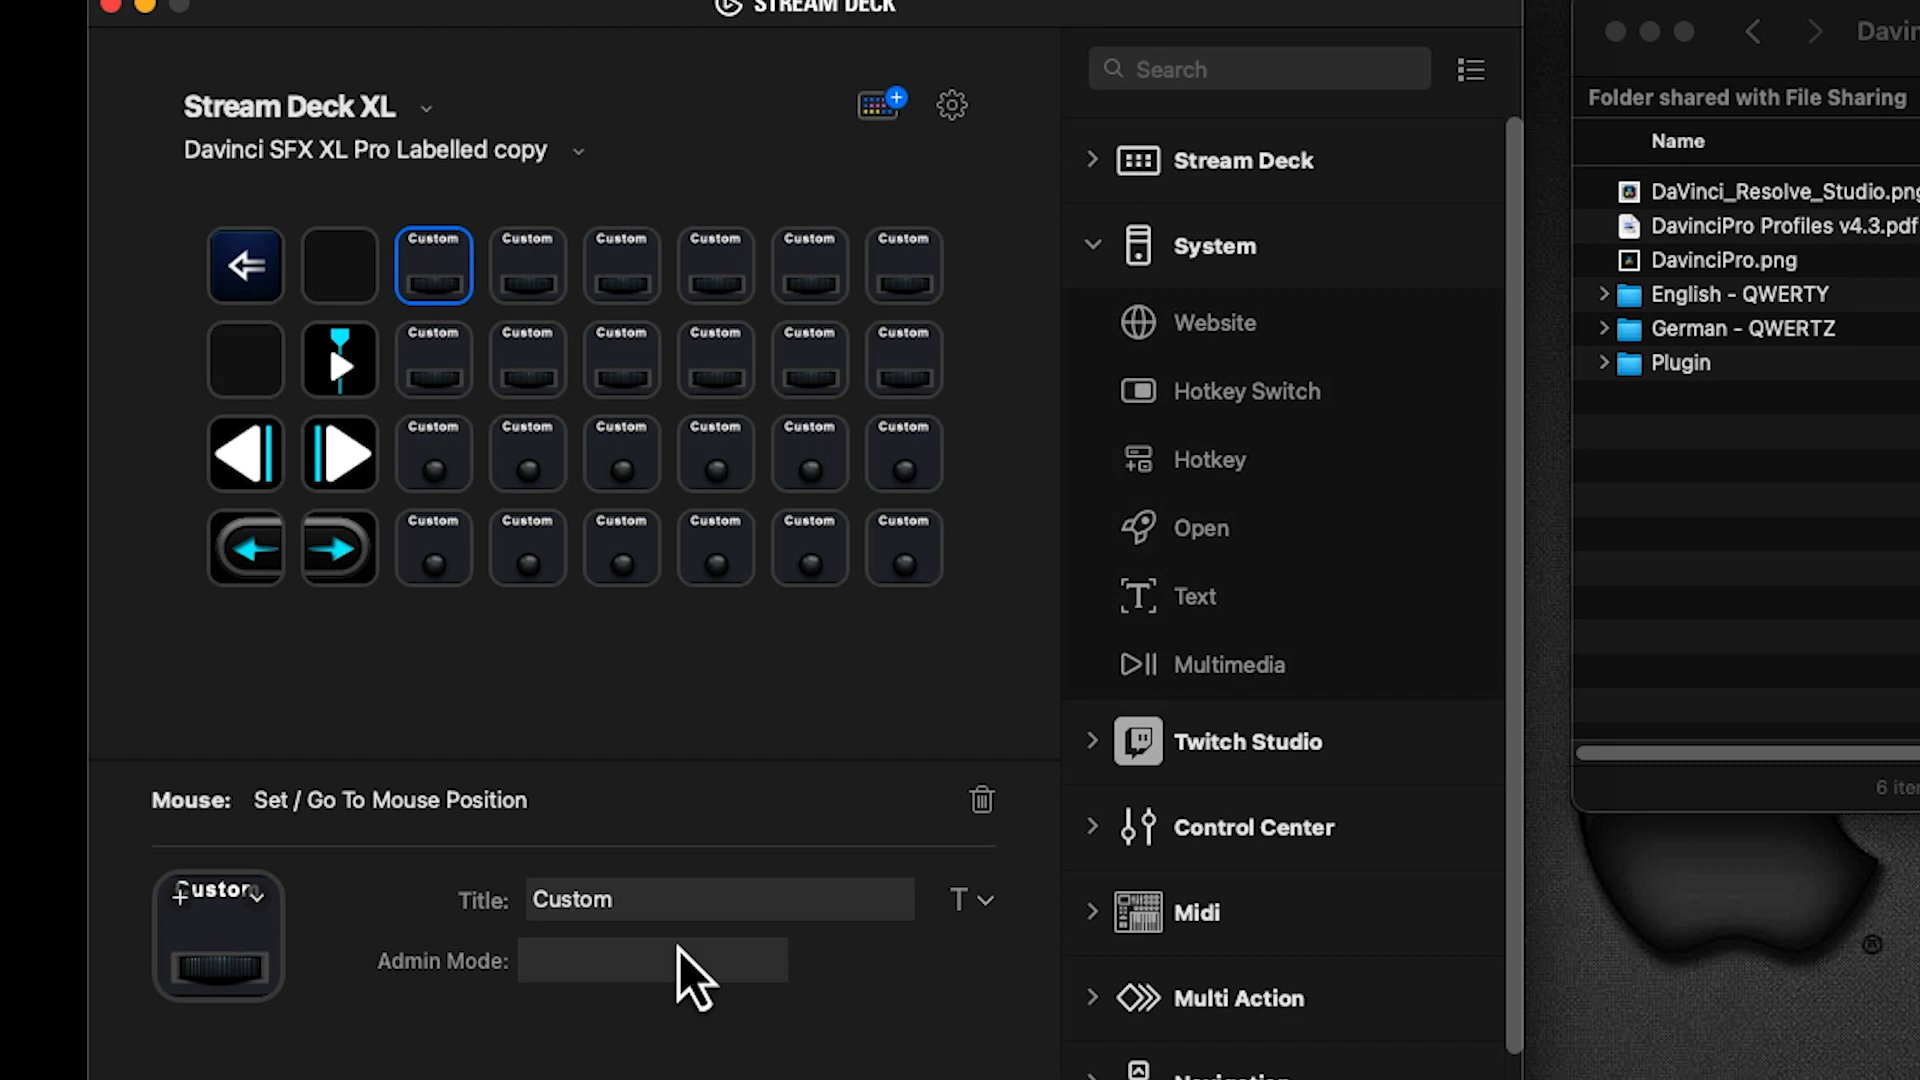 STREAM DECK
Stream Deck XL
Davinci SFX XL Pro Labelled copy
Custom Custom Custom Custom Custom Custom
Custom Custom Custom Custom Custom Custom
Custom Custom Custom Custom Custom Custom
Custom Custom Custom Custom Custom Custom
Mouse: Set / Go To Mouse Position
Custom
Title: Custom
T
Admin Mode:
Search
Stream Deck
System
Website
Hotkey Switch
Hotkey
Open
Text
Multimedia
Twitch Studio
Control Center
Midi
Multi Action
Folder shared with File Sharing
Name
DaVinci_Resolve_Studio.png
DavinciPro Profiles v4.3.pdf
DavinciPro.png
English - QWERTY
German - QWERTZ
Plugin
®